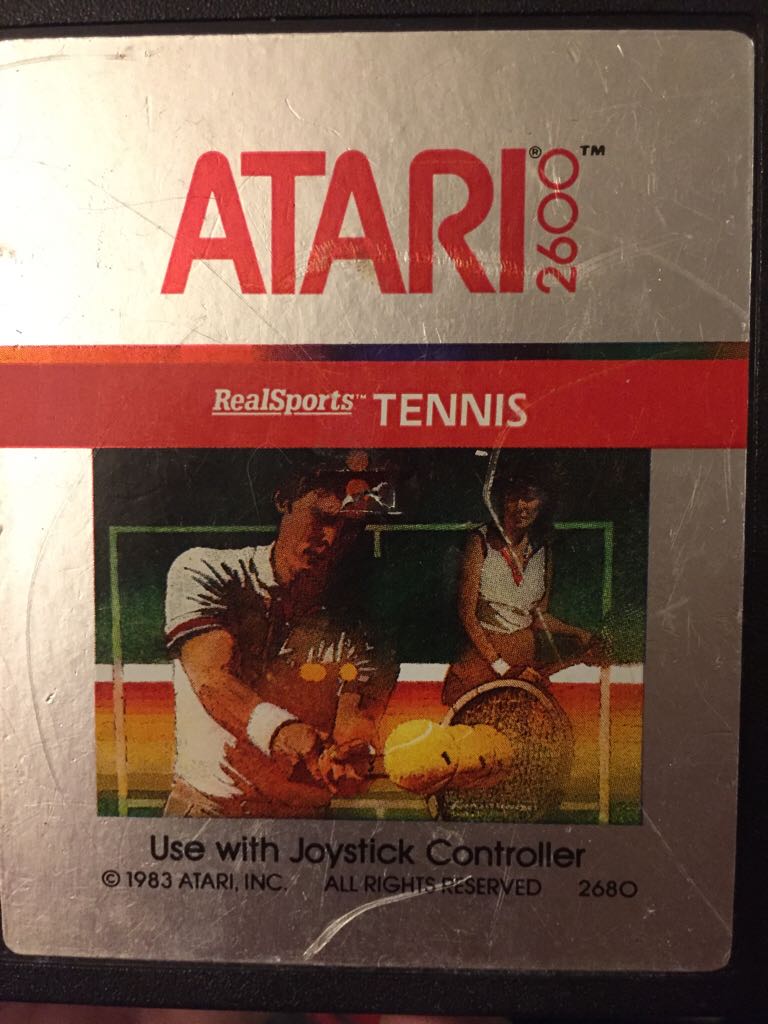 ATARI® 2600™
RealSports™ TENNIS
Use with Joystick Controller
© 1983 ATARI, INC. ALL RIGHTS RESERVED 2680